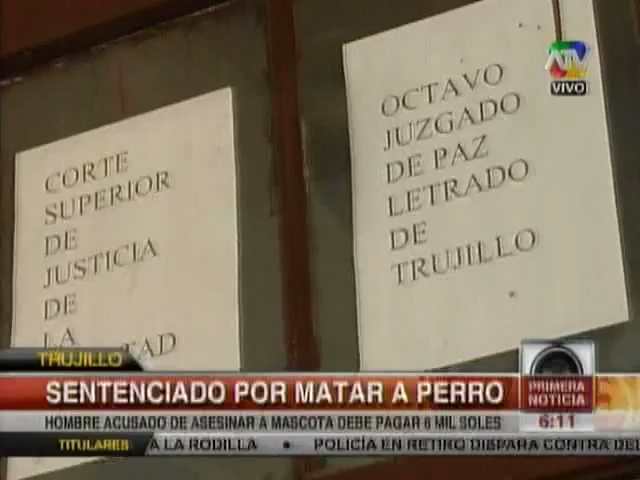 CORTE
SUPERIOR
DE
JUSTICIA
DE
LA
OCTAVO
JUZGADO
DE PAZ
LETRADO
DE
TRUJILLO
ATV
VIVO
TRUJILLO
SENTENCIADO POR MATAR A PERRO
HOMBRE ACUSADO DE ASESINAR A MASCOTA DEBE PAGAR 6 MIL SOLES
PRIMERA
NOTICIA
6:11
TITULARES
A LA RODILLA • POLICÍA EN RETIRO DISPARA CONTRA DEL